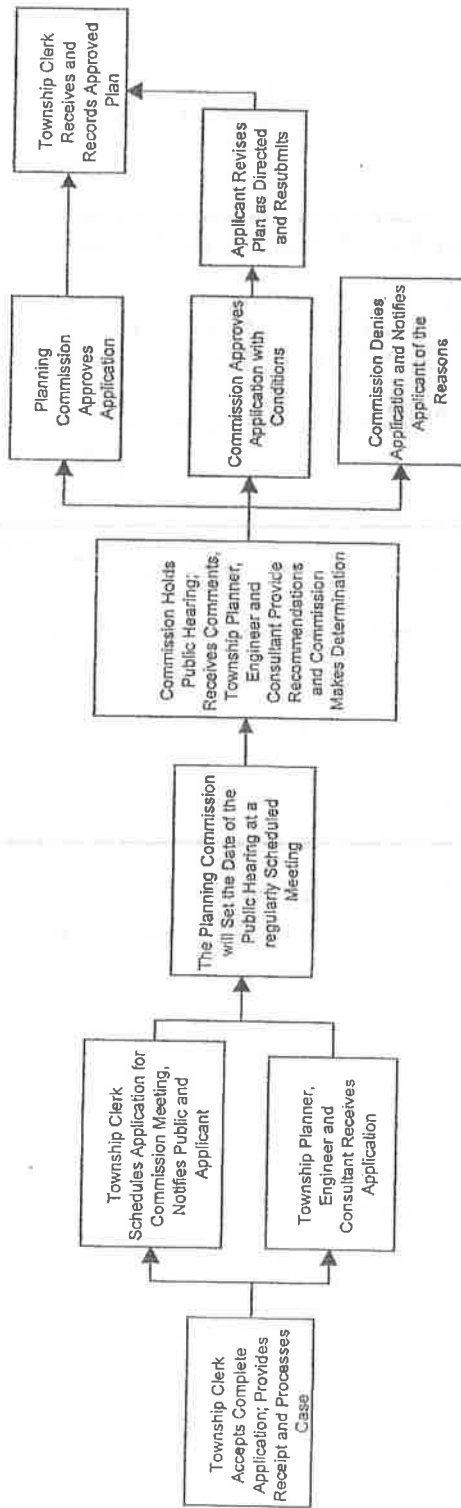 Township Clerk
Accepts Complete
Application; Provides
Receipt and Processes
Case
Township Clerk
Schedules Application for
Commission Meeting,
Notifies Public and
Applicant
Township Planner,
Engineer and
Consultant Receives
Application
The Planning Commission
will Set the Date of the
Public Hearing at a
regularly Scheduled
Meeting
Commission Holds
Public Hearing;
Receives Comments,
Township Planner,
Engineer and
Consultant Provide
Recommendations
and Commission
Makes Determination
Planning
Commission
Approves
Application
Commission Approves
Application with
Conditions
Commission Denies
Application and Notifies
Applicant of the
Reasons
Applicant Revises
Plan as Directed
and Resubmits
Township Clerk
Receives and
Records Approved
Plan